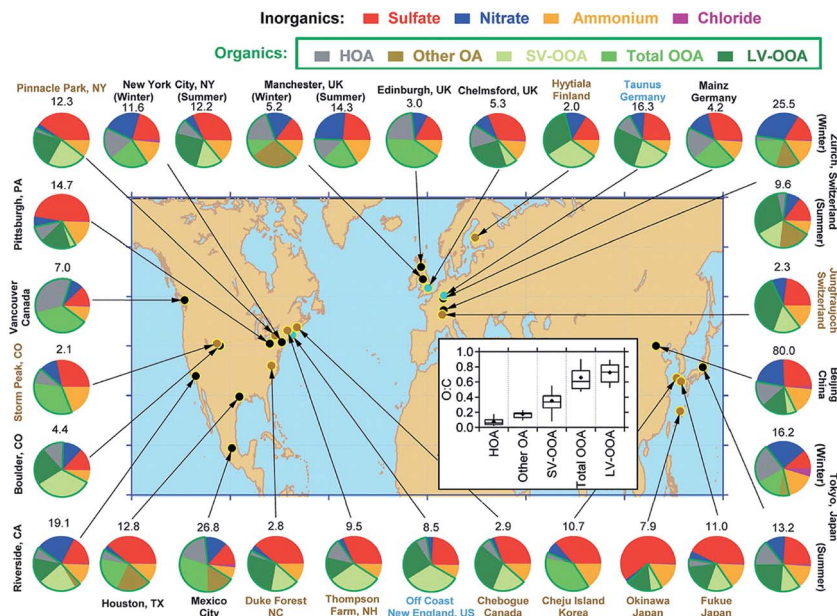 Inorganics: Sulfate Nitrate Ammonium Chloride
Organics: HOA Other OA SV-OOA Total OOA LV-OOA
Pinnacle Park, NY
12.3
New York City, NY
(Winter) (Summer)
11.6 12.2
Manchester, UK
(Winter) (Summer)
5.2 14.3
Edinburgh, UK
3.0
Chelmsford, UK
5.3
Hyytiala
Finland
2.0
Taunus
Germany
16.3
Mainz
Germany
4.2
Zurich, Switzerland
(Winter)
25.5
(Summer)
9.6
Pittsburgh, PA
14.7
Vancouver
Canada
7.0
Storm Peak, CO
2.1
Boulder, CO
4.4
Jungfraujoch
Switzerland
2.3
Beijing
China
80.0
Tokyo, Japan
(Winter)
16.2
(Summer)
13.2
O:C
1.0
0.8
0.6
0.4
0.2
0.0
HOA
Other OA
SV-OOA
Total OOA
LV-OOA
Riverside, CA
19.1
12.8
Houston, TX
26.8
Mexico
City
2.8
Duke Forest
NC
9.5
Thompson
Farm, NH
8.5
Off Coast
New England, US
2.9
Chebogue
Canada
10.7
Cheju Island
Korea
7.9
Okinawa
Japan
11.0
Fukue
Japan